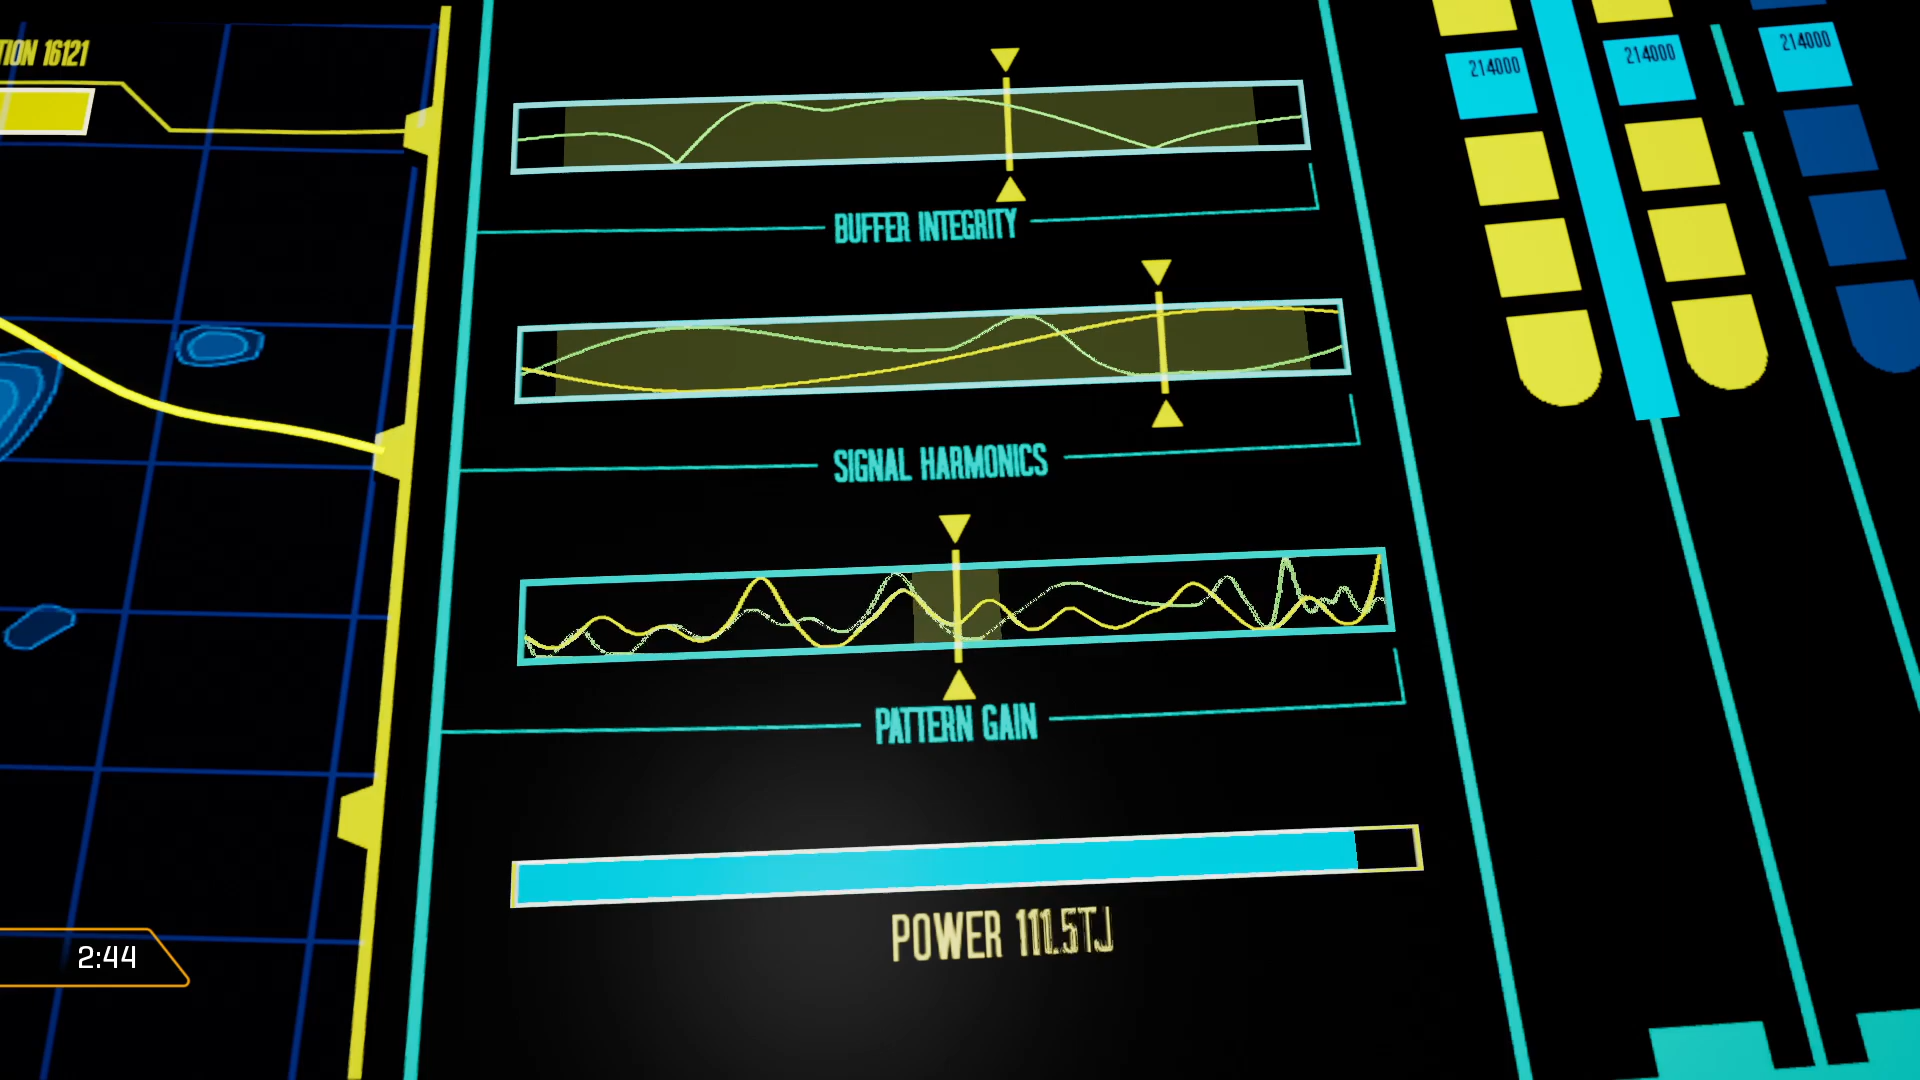 TION 16121
214000
214000
214000
BUFFER INTEGRITY
SIGNAL HARMONICS
PATTERN GAIN
POWER 111.5TJ
2:44